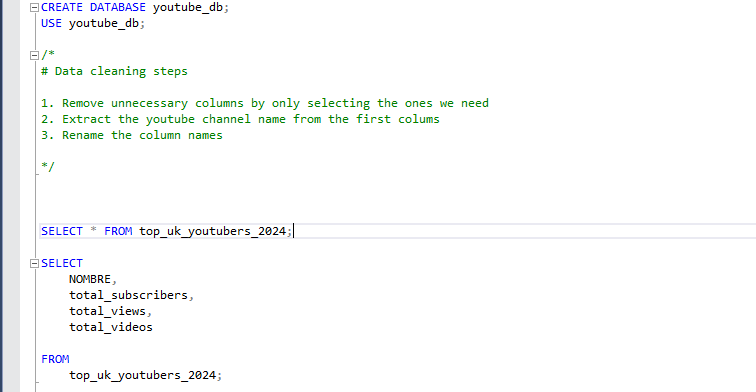 CREATE DATABASE youtube_db;
USE youtube_db;
/*
# Data cleaning steps
1. Remove unnecessary columns by only selecting the ones we need
2. Extract the youtube channel name from the first colums
3. Rename the column names
*/
SELECT * FROM top_uk_youtubers_2024;
SELECT
NOMBRE,
total_subscribers,
total_views,
total_videos
FROM
top_uk_youtubers_2024;